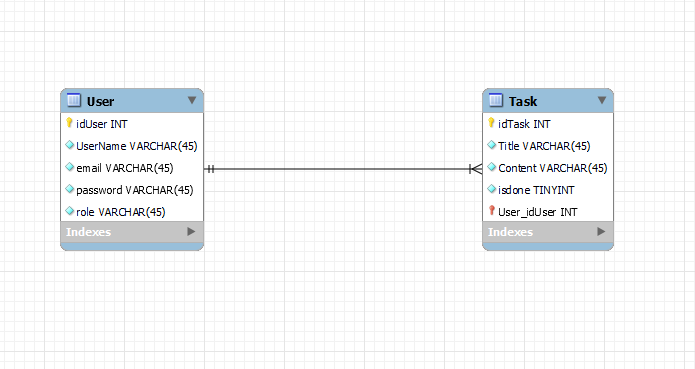 User
idUser INT
UserName VARCHAR(45)
email VARCHAR(45)
password VARCHAR(45)
role VARCHAR(45)
Indexes
Task
idTask INT
Title VARCHAR(45)
Content VARCHAR(45)
isdone TINYINT
User_idUser INT
Indexes